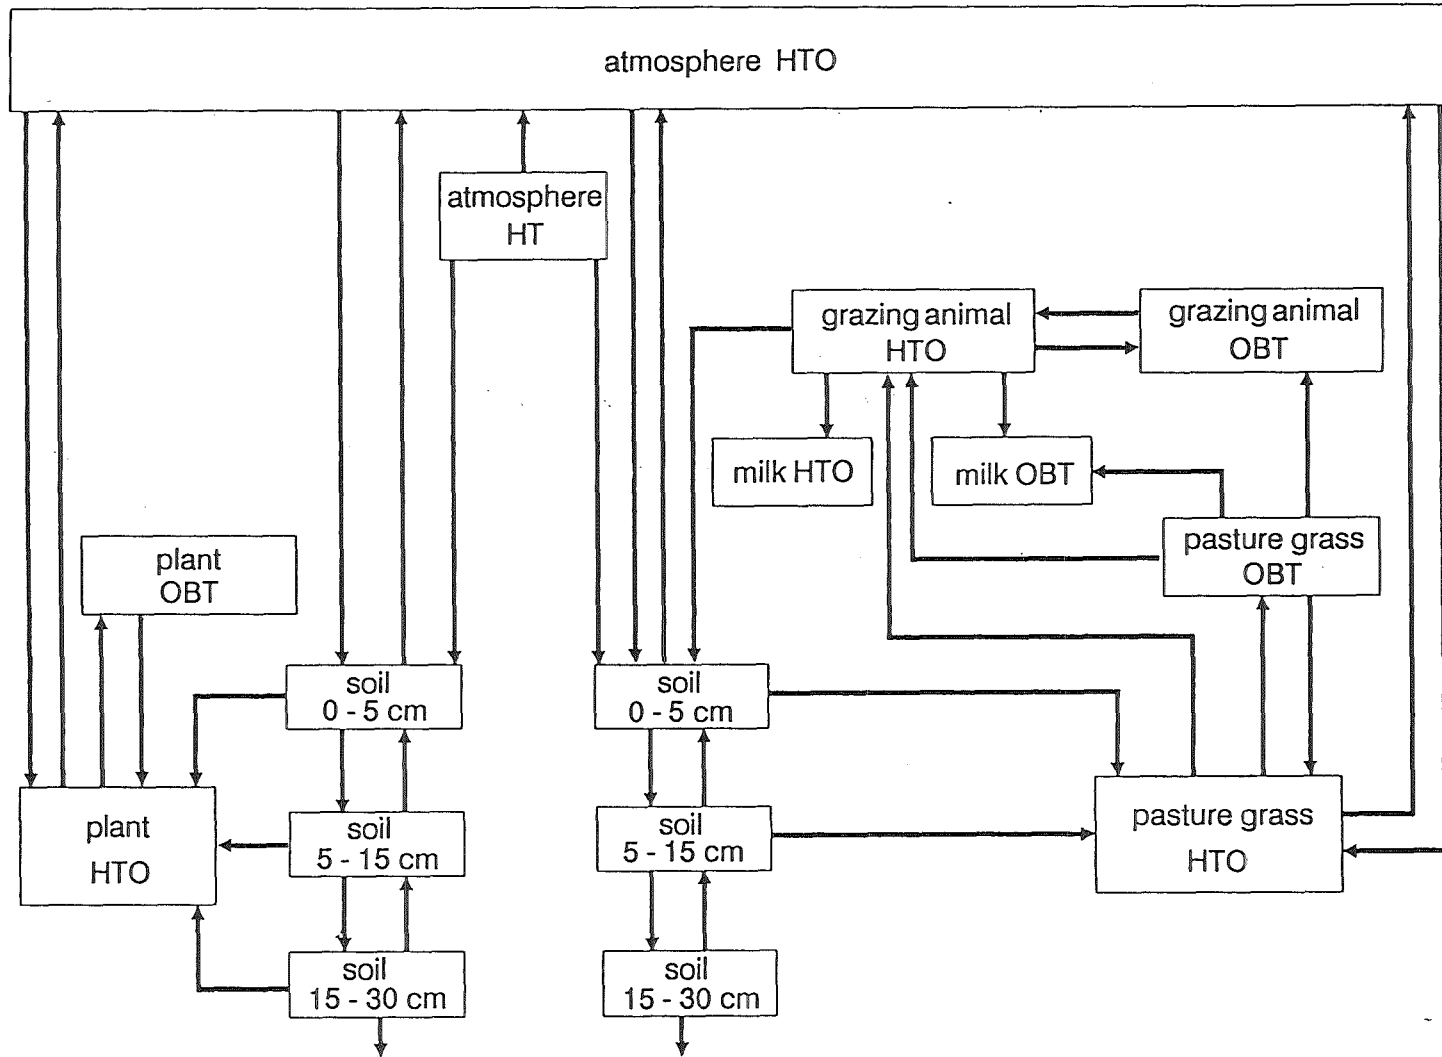 atmosphere HTO
atmosphere
HT
grazing animal
HTO
grazing animal
OBT
milk HTO
milk OBT
pasture grass
OBT
plant
OBT
soil
0 - 5 cm
soil
0 - 5 cm
plant
HTO
soil
5 - 15 cm
soil
5 - 15 cm
pasture grass
HTO
soil
15 - 30 cm
soil
15 - 30 cm